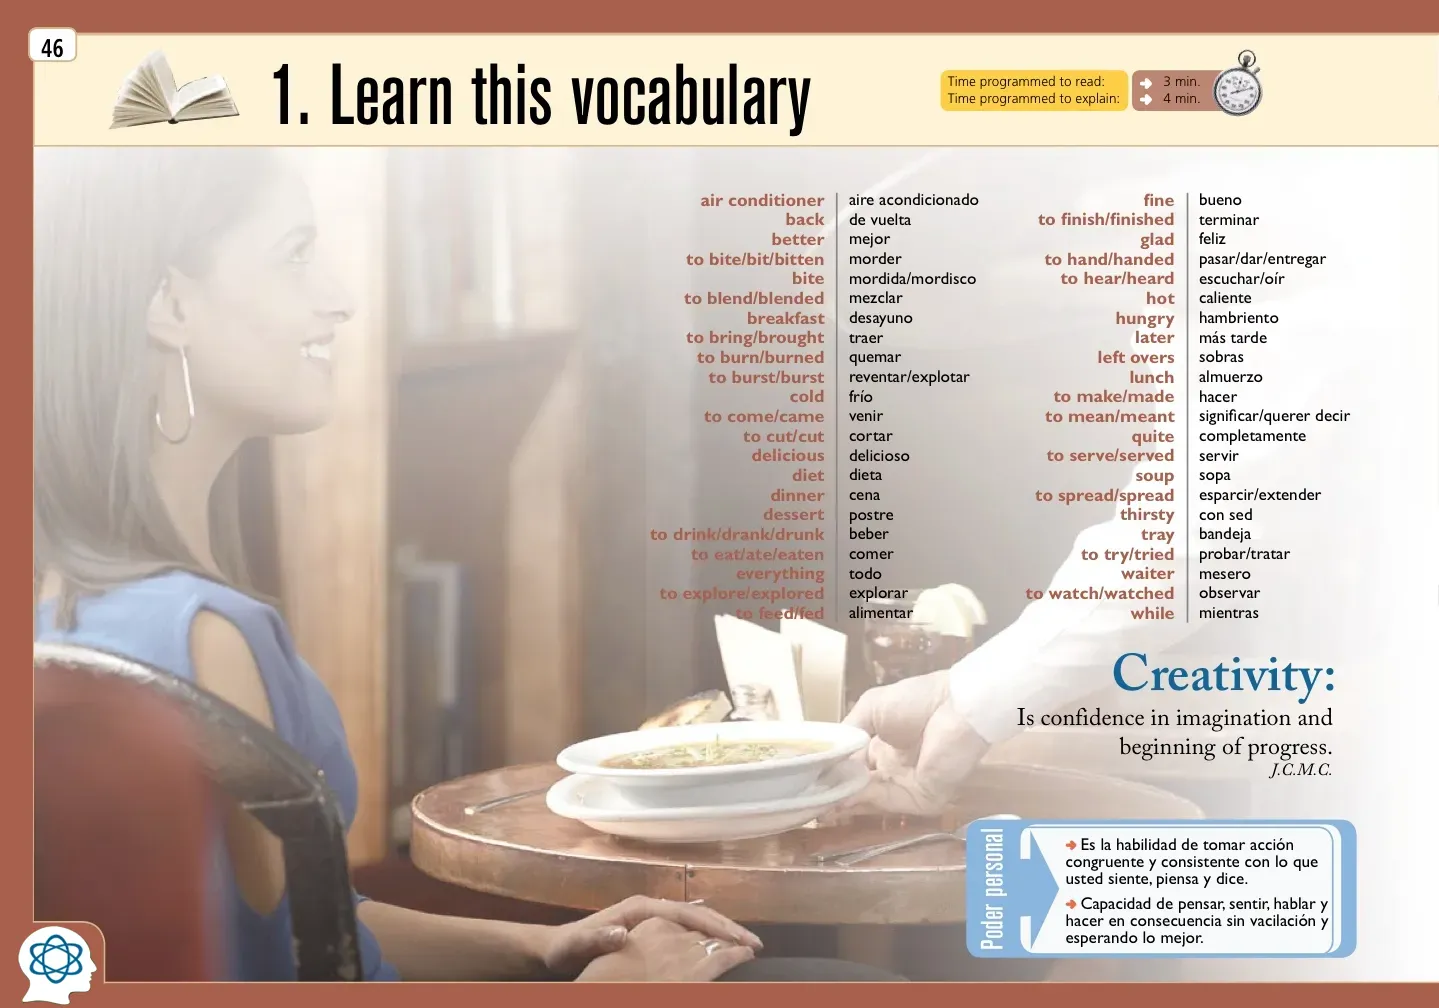 46
1. Learn this vocabulary
Time programmed to read: 3 min.
Time programmed to explain: 4 min.
air conditioner aire acondicionado
back de vuelta
better mejor
to bite/bit/bitten morder
bite mordida/mordisco
to blend/blended mezclar
breakfast desayuno
to bring/brought traer
to burn/burned quemar
to burst/burst reventar/explotar
cold frío
to come/came venir
to cut/cut cortar
delicious delicioso
diet dieta
dinner cena
dessert postre
to drink/drank/drunk beber
to eat/ate/eaten comer
everything todo
to explore/explored explorar
to feed/fed alimentar
fine bueno
to finish/finished terminar
glad feliz
to hand/handed pasar/dar/entregar
to hear/heard escuchar/oír
hot caliente
hungry hambriento
later más tarde
left overs sobras
lunch almuerzo
to make/made hacer
to mean/meant significar/querer decir
quite completamente
to serve/served servir
soup sopa
to spread/spread esparcir/extender
thirsty con sed
tray bandeja
to try/tried probar/tratar
waiter mesero
to watch/watched observar
while mientras
Creativity:
Is confidence in imagination and
beginning of progress.
J.C.M.C.
Poder personal
Es la habilidad de tomar acción
congruente y consistente con lo que
usted siente, piensa y dice.
Capacidad de pensar, sentir, hablar y
hacer en consecuencia sin vacilación y
esperando lo mejor.